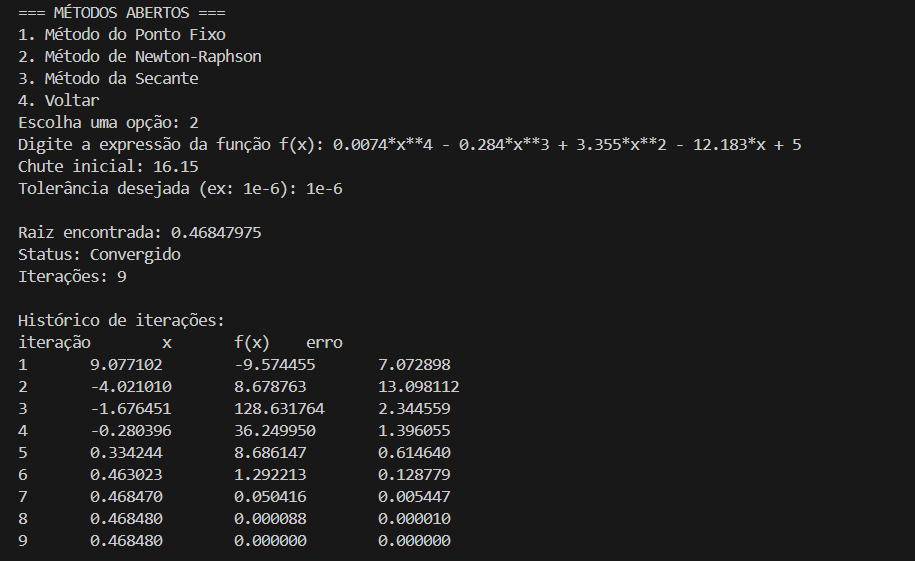 === MÉTODOS ABERTOS ===
1. Método do Ponto Fixo
2. Método de Newton-Raphson
3. Método da Secante
4. Voltar
Escolha uma opção: 2
Digite a expressão da função f(x): 0.0074*x**4 - 0.284*x**3 + 3.355*x**2 - 12.183*x + 5
Chute inicial: 16.15
Tolerância desejada (ex: 1e-6): 1e-6
Raiz encontrada: 0.46847975
Status: Convergido
Iterações: 9
Histórico de iterações:
iteração x f(x) erro
1 9.077102 -9.574455 7.072898
2 -4.021010 8.678763 13.098112
3 -1.676451 128.631764 2.344559
4 -0.280396 36.249950 1.396055
5 0.334244 8.686147 0.614640
6 0.463023 1.292213 0.128779
7 0.468470 0.050416 0.005447
8 0.468480 0.000088 0.000010
9 0.468480 0.000000 0.000000